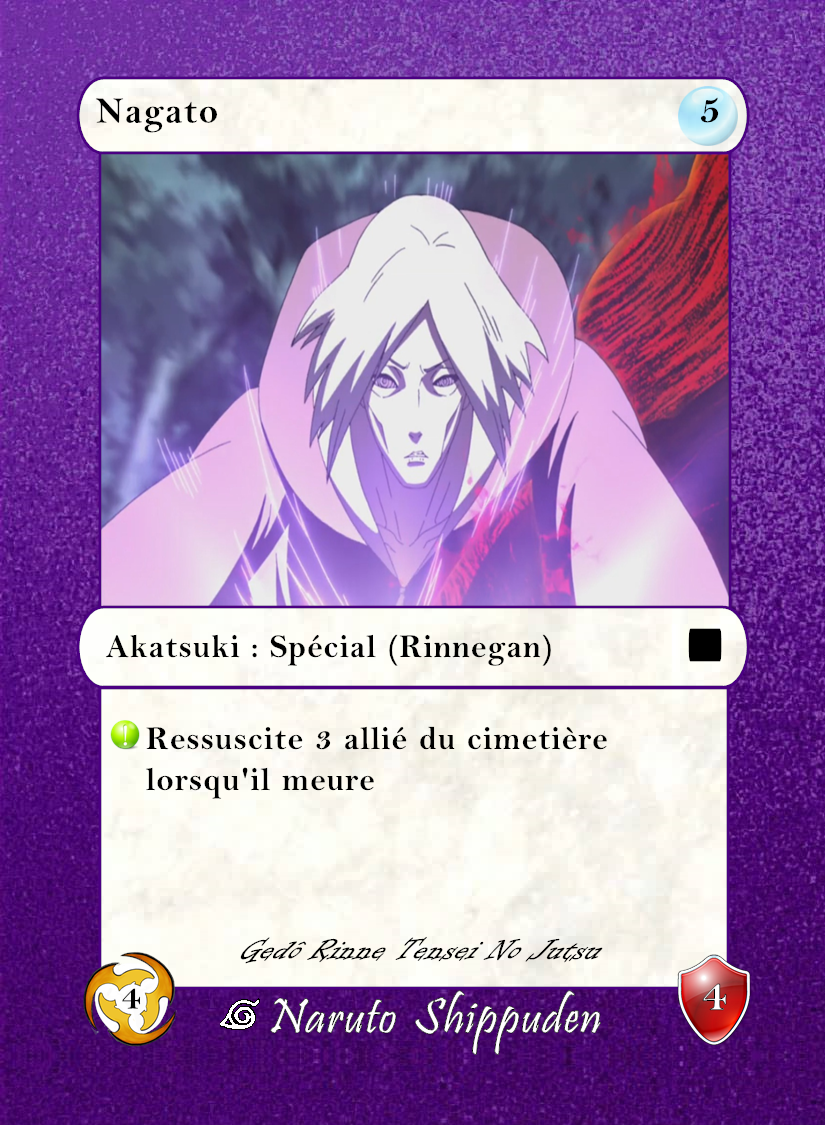 Nagato
5
Akatsuki : Spécial (Rinnegan)
! Ressuscite 3 allié du cimetière
lorsqu'il meure
Gedô Rinne Tensei No Jutsu
4
4
Naruto Shippuden